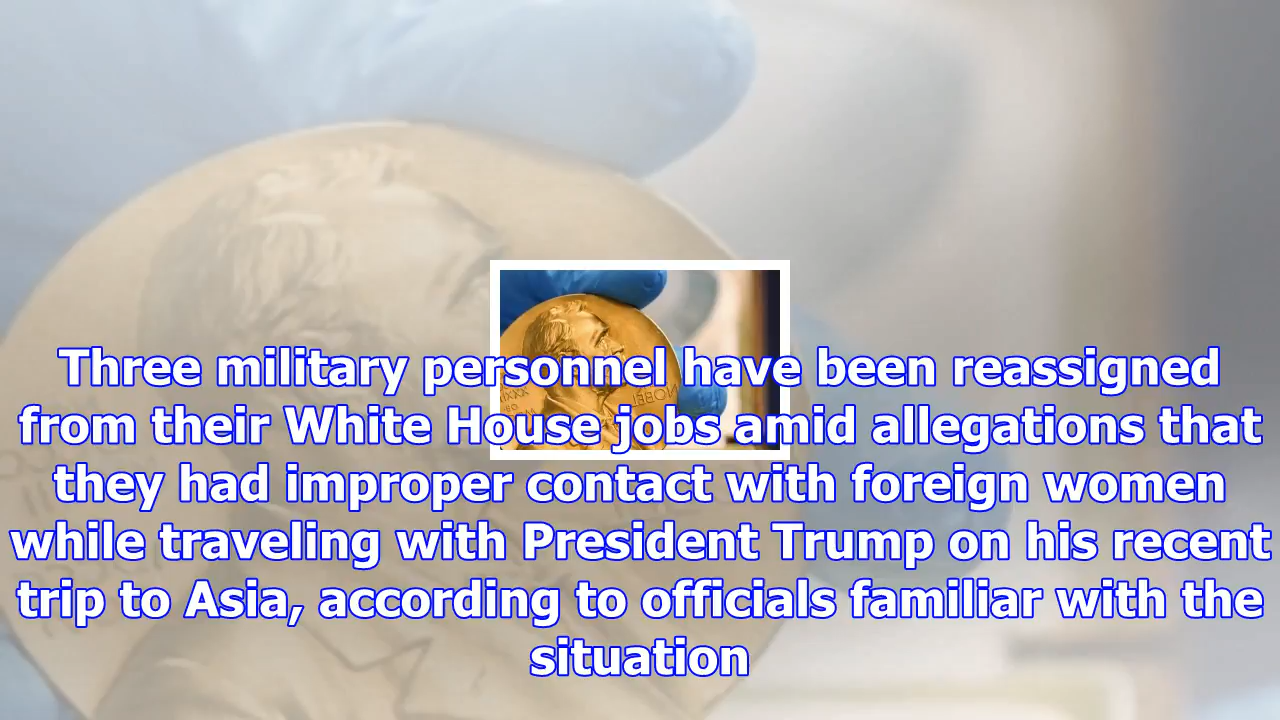 Three military personnel have been reassigned
from their White House jobs amid allegations that
they had improper contact with foreign women
while traveling with President Trump on his recent
trip to Asia, according to officials familiar with the
situation